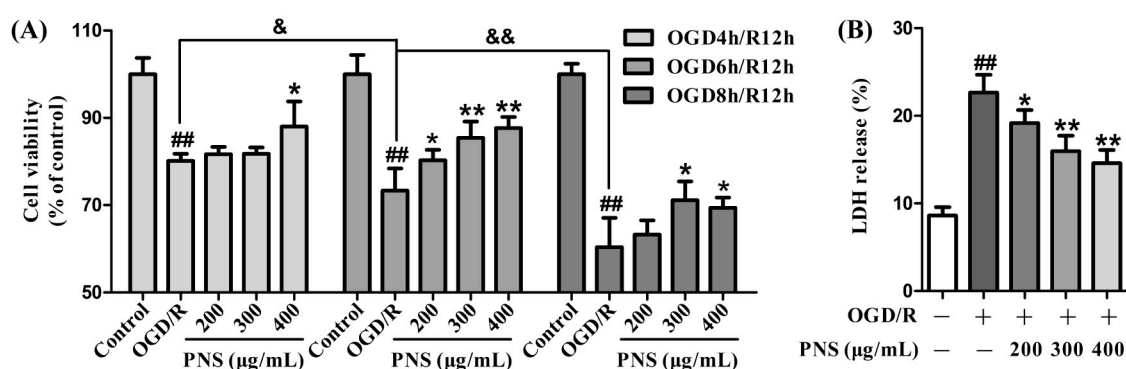 (A)
Cell viability
(% of control)
110
90
70
50
&
&&
OGD4h/R12h
OGD6h/R12h
OGD8h/R12h
##
*
##
*
**
**
##
*
*
Control
OGD/R
200
300
400
Control
OGD/R
200
300
400
Control
OGD/R
200
300
400
PNS (μg/mL)
PNS (μg/mL)
PNS (μg/mL)
(B)
LDH release (%)
30
20
10
0
##
*
**
**
OGD/R — + + + +
PNS (μg/mL) — — 200 300 400